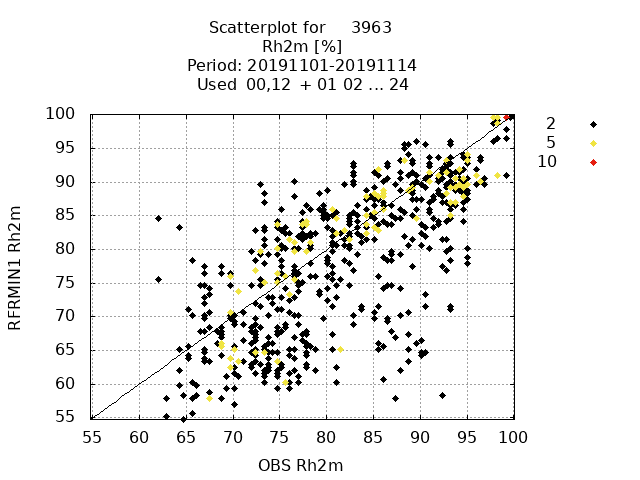 Scatterplot for 3963
Rh2m [%]
Period: 20191101-20191114
Used 00,12 + 01 02 ... 24
100
95
90
85
80
75
70
65
60
55
RFRMIN1 Rh2m
2
5
10
55 60 65 70 75 80 85 90 95 100
OBS Rh2m